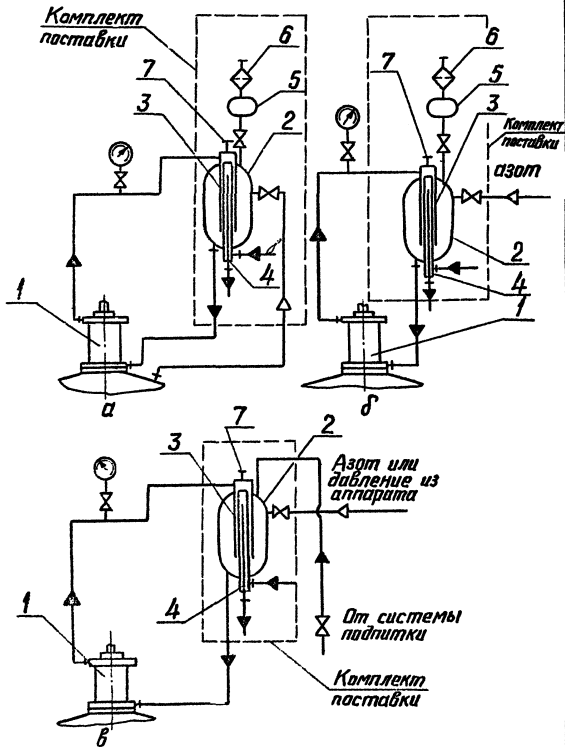 Комплект
поставки
6
7
5
3
2
4
1
а
6
7
5
3
Комплект
поставки
азот
2
4
1
б
7
3
2
Азот или
давление из
аппарата
4
1
От системы
подпитки
Комплект
поставки
в